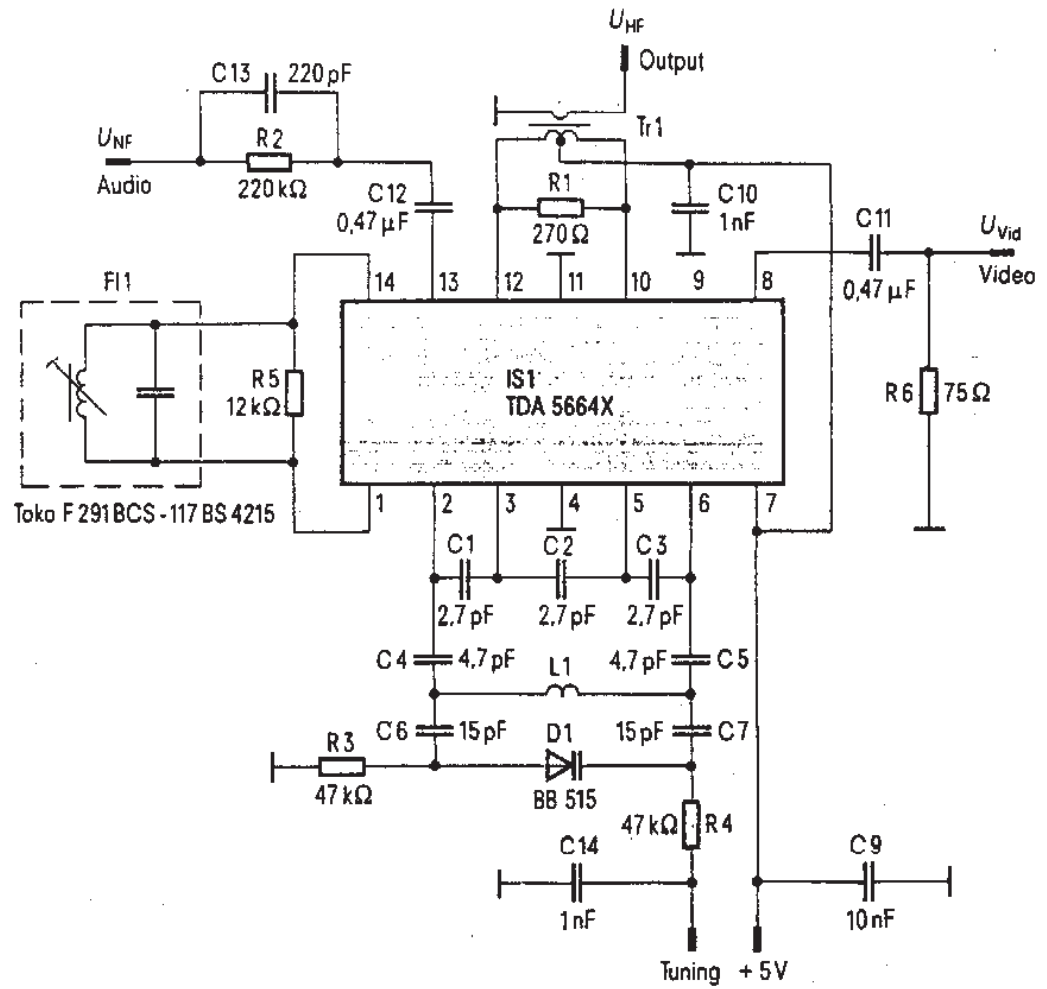 U_HF
Output
C13 220 pF
Tr1
U_NF
Audio
R2
220 kΩ
C12
0,47 µF
R1
270 Ω
C10
1 nF
C11
0,47 µF
U_Vid
Video
FI1
14 13 12 11 10 9 8
R5
12 kΩ
IS1
TDA 5664X
R6 75 Ω
Toko F 291 BCS - 117 BS 4215
1 2 3 4 5 6 7
C1 C2 C3
2,7 pF 2,7 pF 2,7 pF
C4 4,7 pF L1 4,7 pF C5
C6 15 pF D1 15 pF C7
R3
47 kΩ
BB 515
47 kΩ R4
C14
1 nF
C9
10 nF
Tuning + 5V